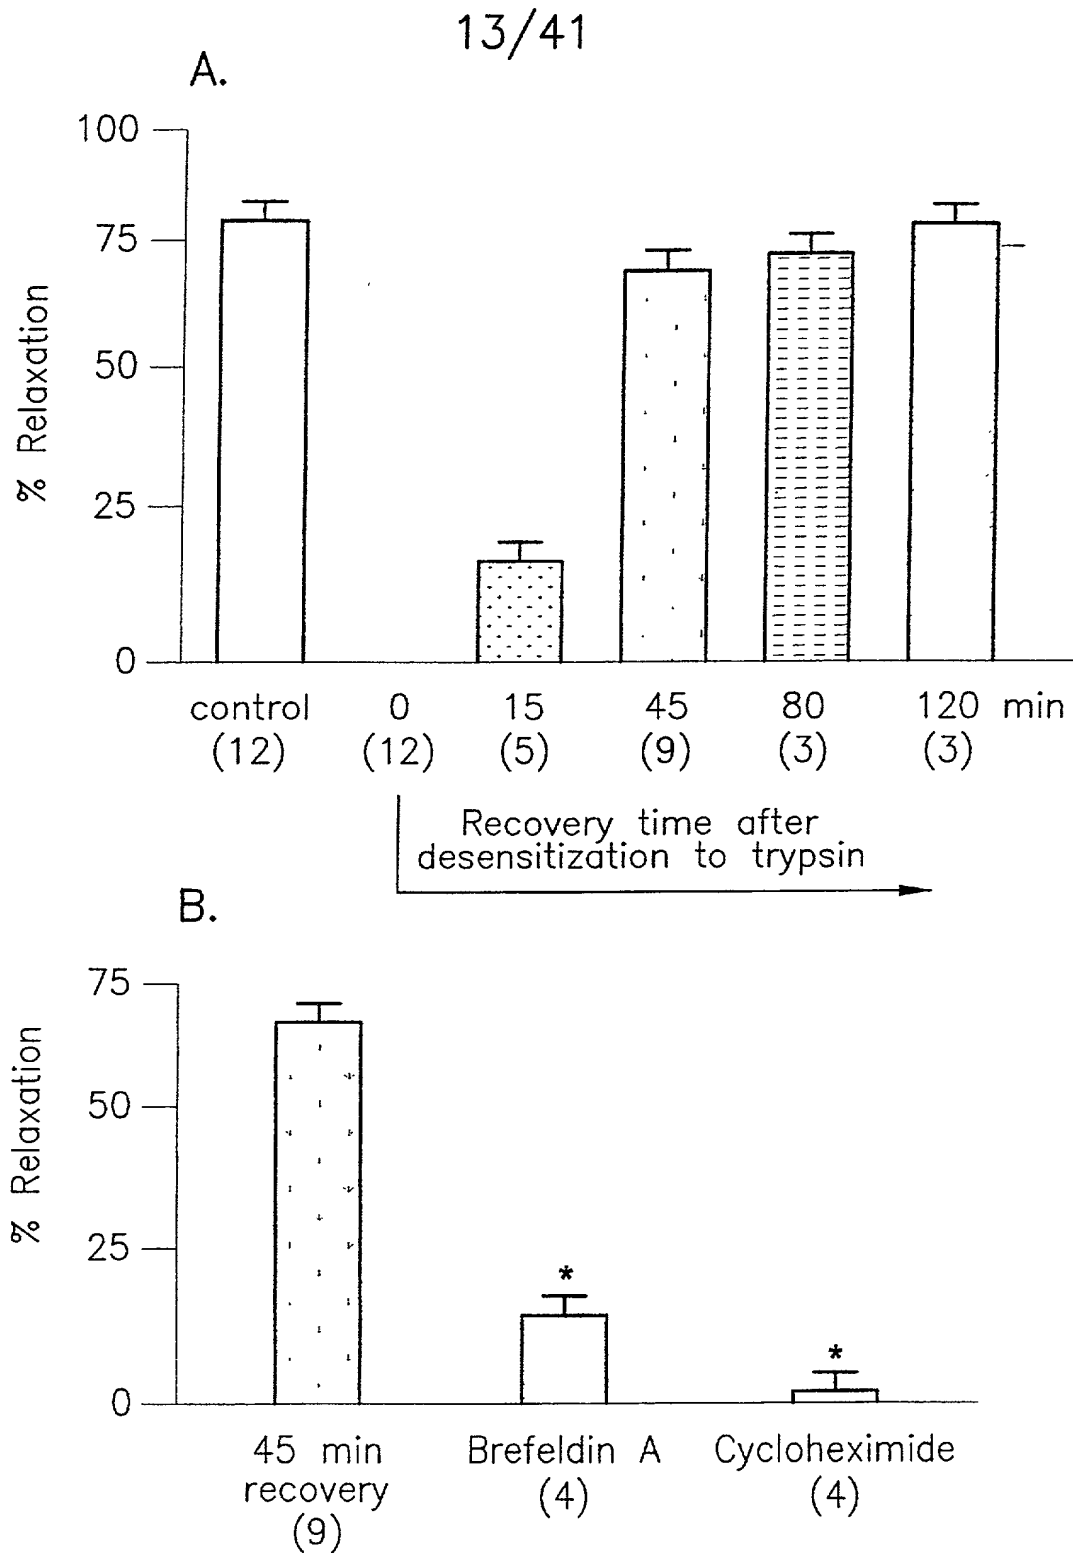 13/41
A.
100
75
50
25
0
% Relaxation
control 0 15 45 80 120 min
(12) (12) (5) (9) (3) (3)
Recovery time after
desensitization to trypsin
B.
75
50
25
0
% Relaxation
* *
45 min Brefeldin A Cycloheximide
recovery (4) (4)
(9)